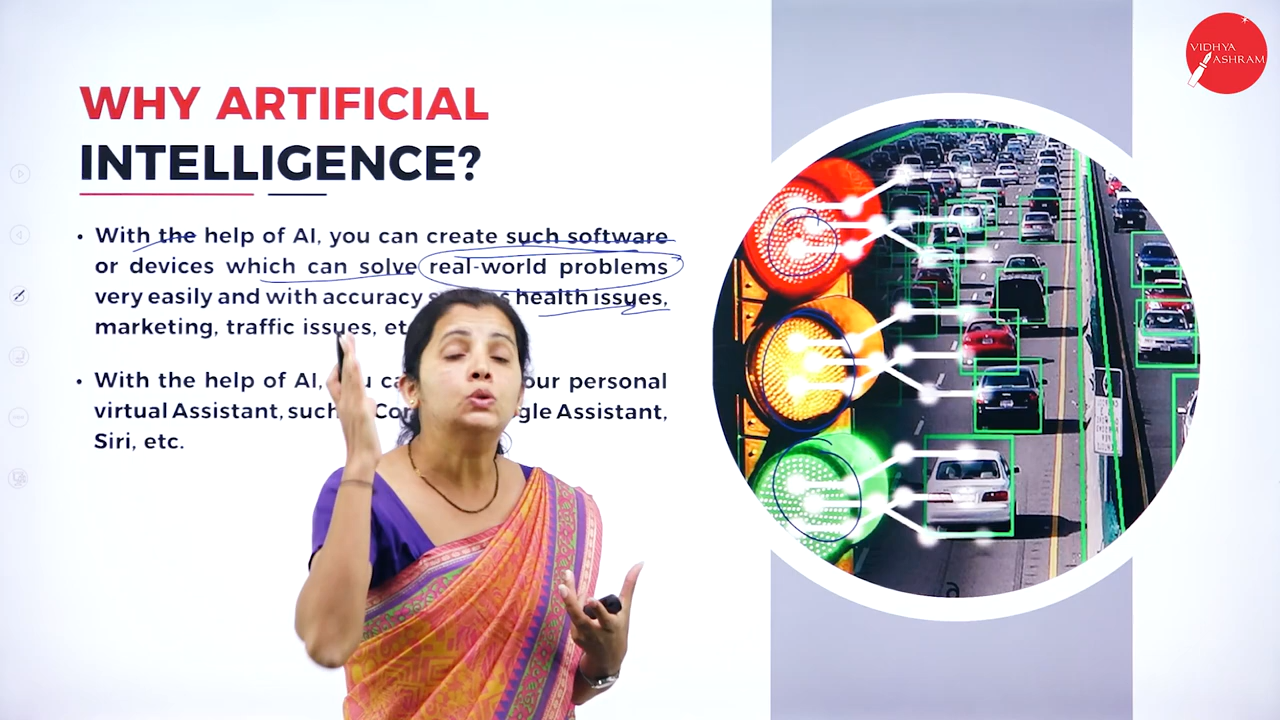 VIDHYA
ASHRAM
WHY ARTIFICIAL
INTELLIGENCE?
• With the help of AI, you can create such software
or devices which can solve real-world problems
very easily and with accuracy health issues,
marketing, traffic issues,
• With the help of AI, our personal
virtual Assistant, such Assistant,
Siri, etc.